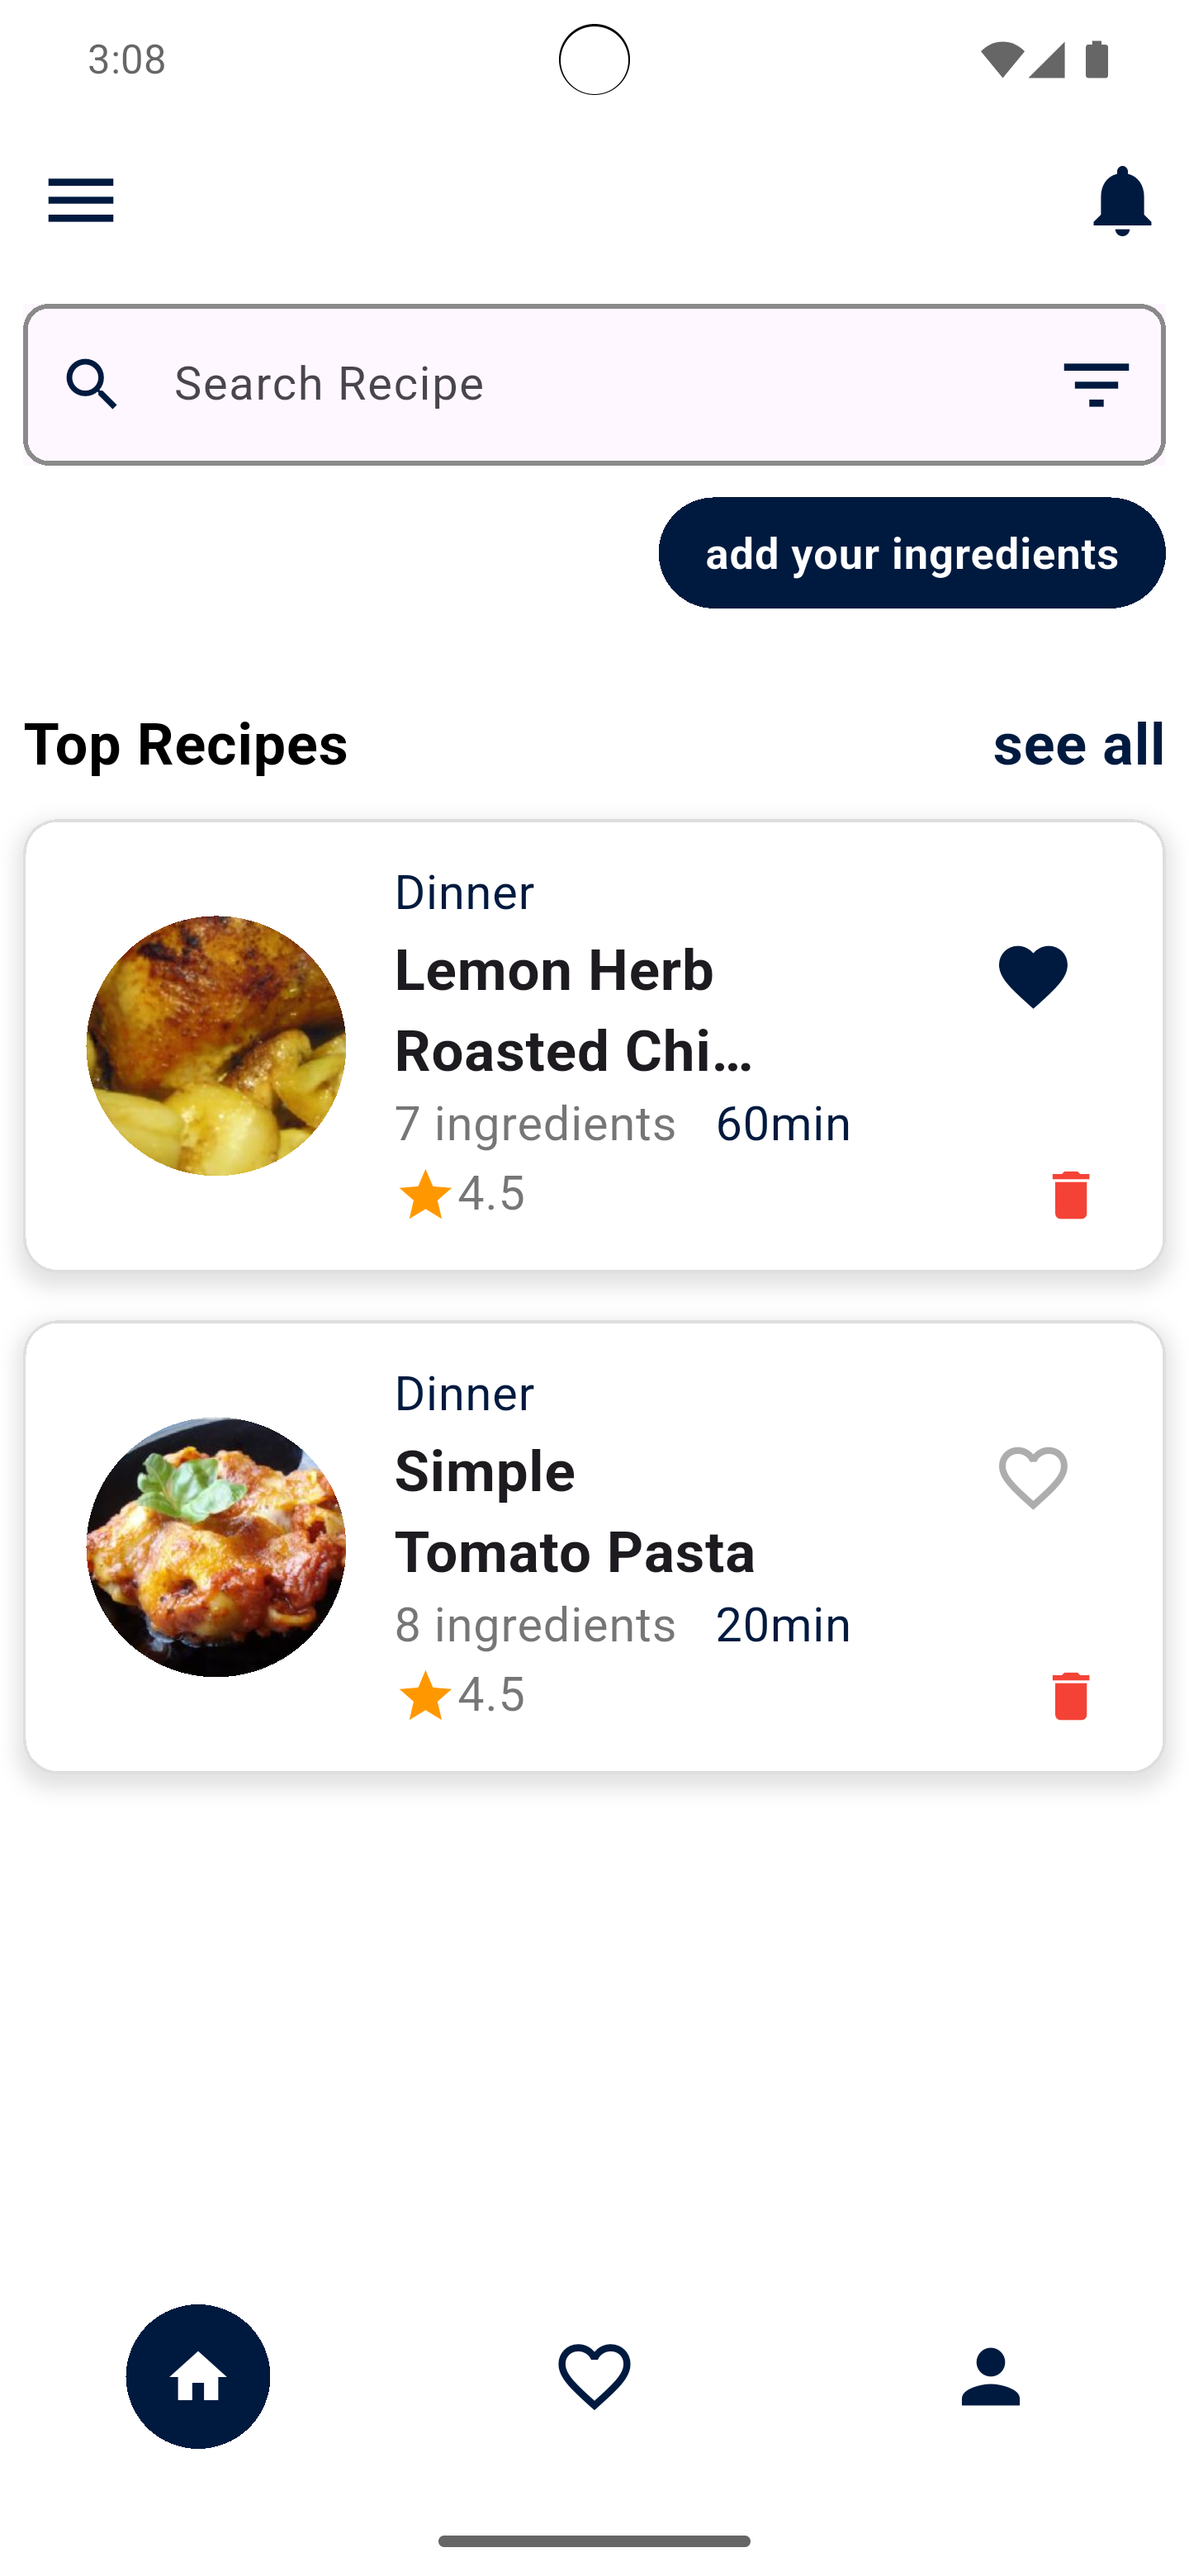 3:08
Search Recipe
add your ingredients
Top Recipes
see all
Dinner
Lemon Herb
Roasted Chi...
7 ingredients 60min
4.5
Dinner
Simple
Tomato Pasta
8 ingredients 20min
4.5